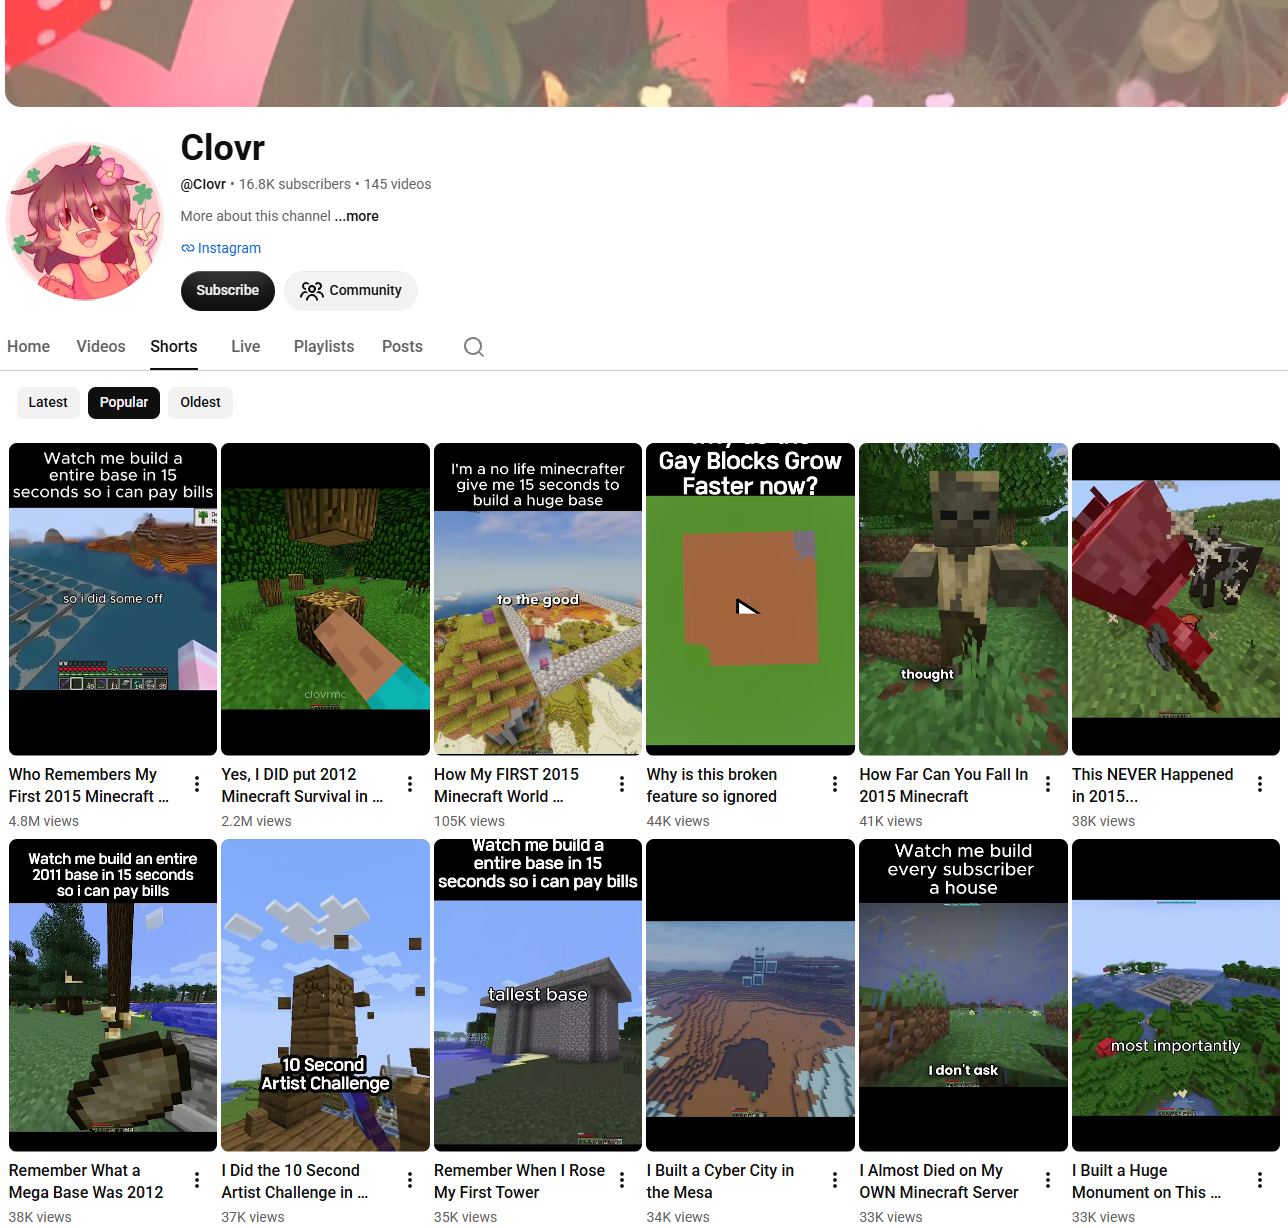 Clovr
@Clovr • 16.8K subscribers • 145 videos
More about this channel ...more
Instagram
Subscribe
Community
Home
Videos
Shorts
Live
Playlists
Posts
Latest
Popular
Oldest
Watch me build a
entire base in 15
seconds so i can pay bills
so i did some off
clovrmc
I'm a no life minecrafter
give me 15 seconds to
build a huge base
to the good
Gay Blocks Grow
Faster now?
thought
Who Remembers My
First 2015 Minecraft ...
4.8M views
Yes, I DID put 2012
Minecraft Survival in ...
2.2M views
How My FIRST 2015
Minecraft World ...
105K views
Why is this broken
feature so ignored
44K views
How Far Can You Fall In
2015 Minecraft
41K views
This NEVER Happened
in 2015...
38K views
Watch me build an entire
2011 base in 15 seconds
so i can pay bills
10 Second
Artist Challenge
Watch me build a
entire base in 15
seconds so i can pay bills
tallest base
Watch me build
every subscriber
a house
I don't ask
most importantly
Remember What a
Mega Base Was 2012
38K views
I Did the 10 Second
Artist Challenge in ...
37K views
Remember When I Rose
My First Tower
35K views
I Built a Cyber City in
the Mesa
34K views
I Almost Died on My
OWN Minecraft Server
33K views
I Built a Huge
Monument on This ...
33K views